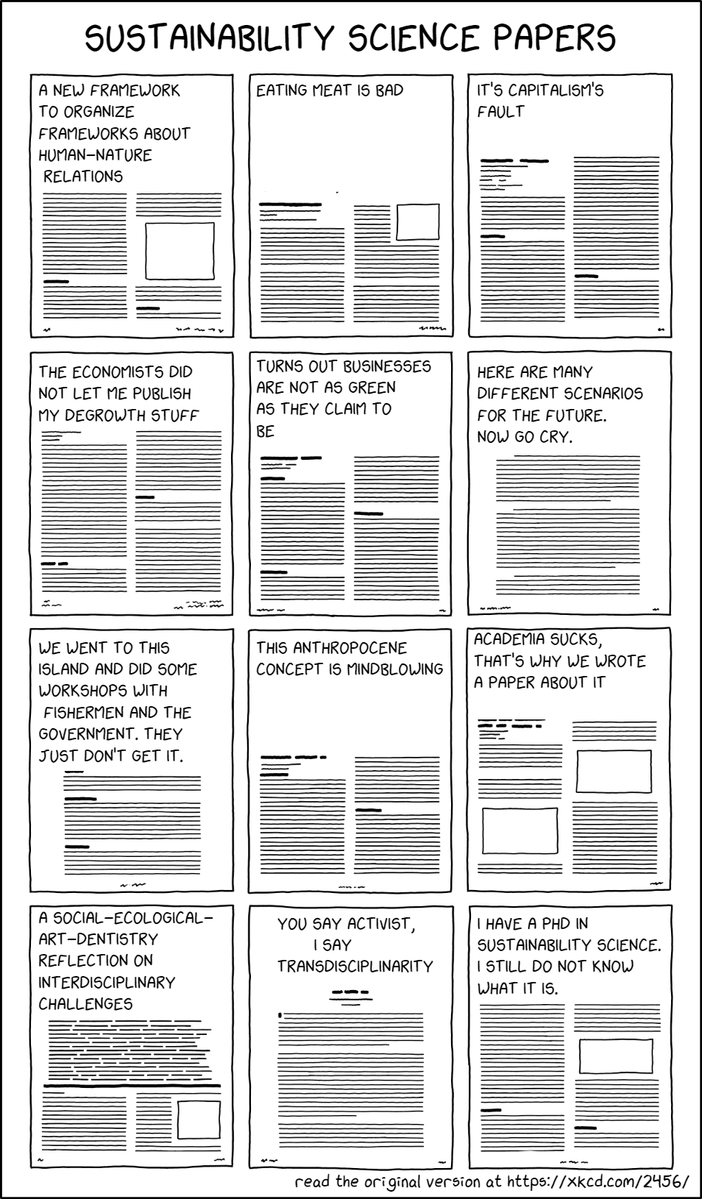 SUSTAINABILITY SCIENCE PAPERS
A NEW FRAMEWORK
TO ORGANIZE
FRAMEWORKS ABOUT
HUMAN-NATURE
RELATIONS
EATING MEAT IS BAD
IT'S CAPITALISM'S
FAULT
THE ECONOMISTS DID
NOT LET ME PUBLISH
MY DEGROWTH STUFF
TURNS OUT BUSINESSES
ARE NOT AS GREEN
AS THEY CLAIM TO
BE
HERE ARE MANY
DIFFERENT SCENARIOS
FOR THE FUTURE.
NOW GO CRY.
WE WENT TO THIS
ISLAND AND DID SOME
WORKSHOPS WITH
FISHERMEN AND THE
GOVERNMENT. THEY
JUST DON'T GET IT.
THIS ANTHROPOCENE
CONCEPT IS MINDBLOWING
ACADEMIA SUCKS,
THAT'S WHY WE WROTE
A PAPER ABOUT IT
A SOCIAL-ECOLOGICAL-
ART-DENTISTRY
REFLECTION ON
INTERDISCIPLINARY
CHALLENGES
YOU SAY ACTIVIST,
I SAY
TRANSDISCIPLINARITY
I HAVE A PHD IN
SUSTAINABILITY SCIENCE.
I STILL DO NOT KNOW
WHAT IT IS.
read the original version at https://xkcd.com/2456/